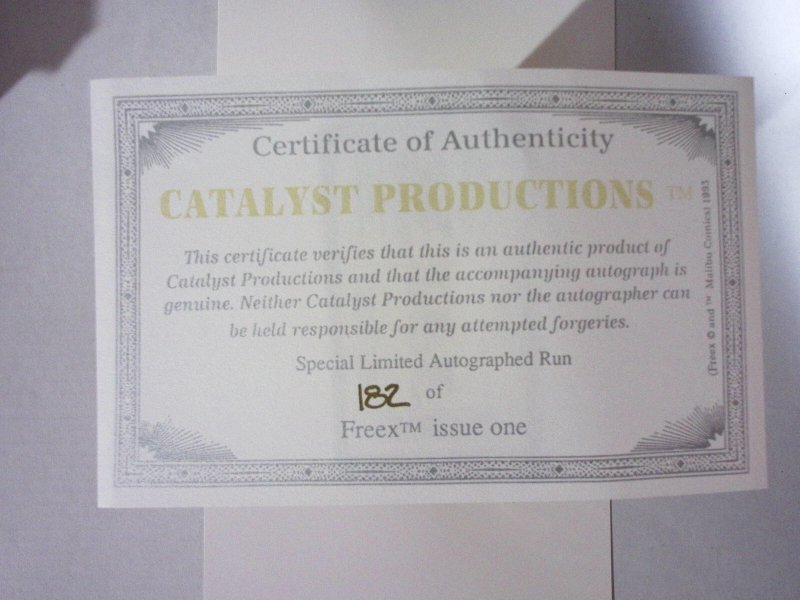 Certificate of Authenticity
CATALYST PRODUCTIONS ™
This certificate verifies that this is an authentic product of
Catalyst Productions and that the accompanying autograph is
genuine. Neither Catalyst Productions nor the autographer can
be held responsible for any attempted forgeries.
Special Limited Autographed Run
182 of
Freex™ issue one
(Freex © and ™ Malibu Comics) 1993